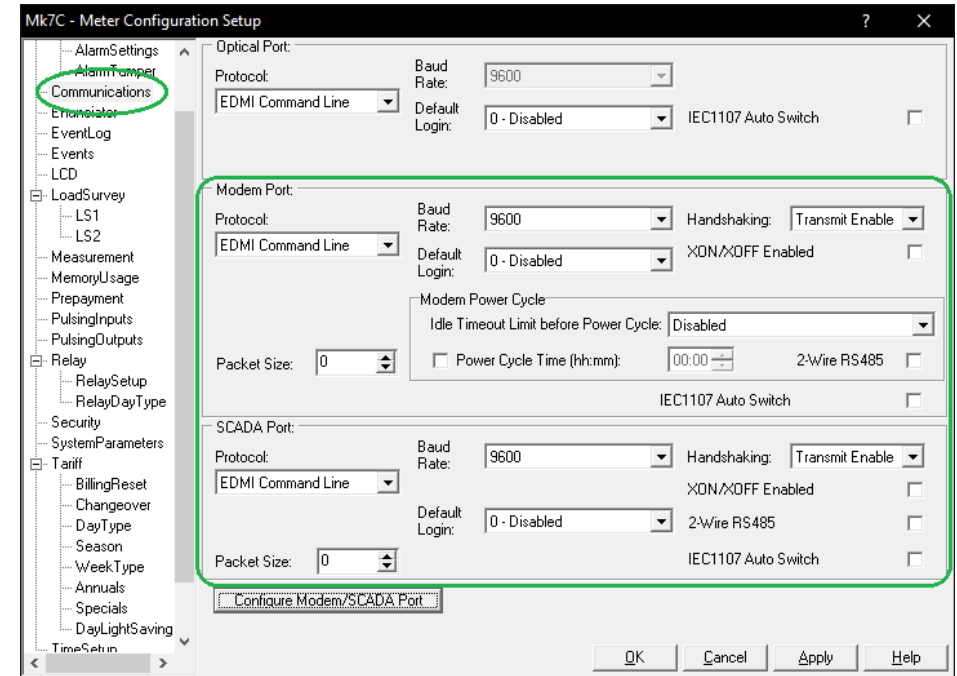 Mk7C - Meter Configuration Setup ? ×
AlarmSettings
AlarmTamper
Communications
Enunciator
EventLog
Events
LCD
LoadSurvey
LS1
LS2
Measurement
MemoryUsage
Prepayment
PulsingInputs
PulsingOutputs
Relay
RelaySetup
RelayDayType
Security
SystemParameters
Tariff
BillingReset
Changeover
DayType
Season
WeekType
Annuals
Specials
DayLightSaving
TimeSetup
Optical Port:
Protocol:
EDMI Command Line
Baud
Rate:
9600
Default
Login:
0 - Disabled
IEC1107 Auto Switch
Modem Port:
Protocol:
EDMI Command Line
Baud
Rate:
9600
Handshaking: Transmit Enable
Default
Login:
0 - Disabled
XON/XOFF Enabled
Modem Power Cycle
Idle Timeout Limit before Power Cycle: Disabled
Packet Size: 0
Power Cycle Time (hh:mm): 00:00
2-Wire RS485
IEC1107 Auto Switch
SCADA Port:
Protocol:
EDMI Command Line
Baud
Rate:
9600
Handshaking: Transmit Enable
XON/XOFF Enabled
Default
Login:
0 - Disabled
2-Wire RS485
Packet Size: 0
IEC1107 Auto Switch
Configure Modem/SCADA Port
OK Cancel Apply Help